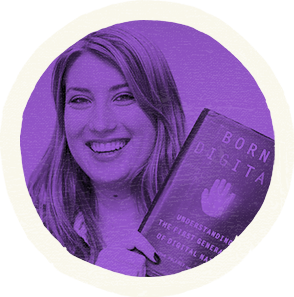 BORN
DIGITA
UNDERSTANDING
THE FIRST GENER
OF DIGITAL NA